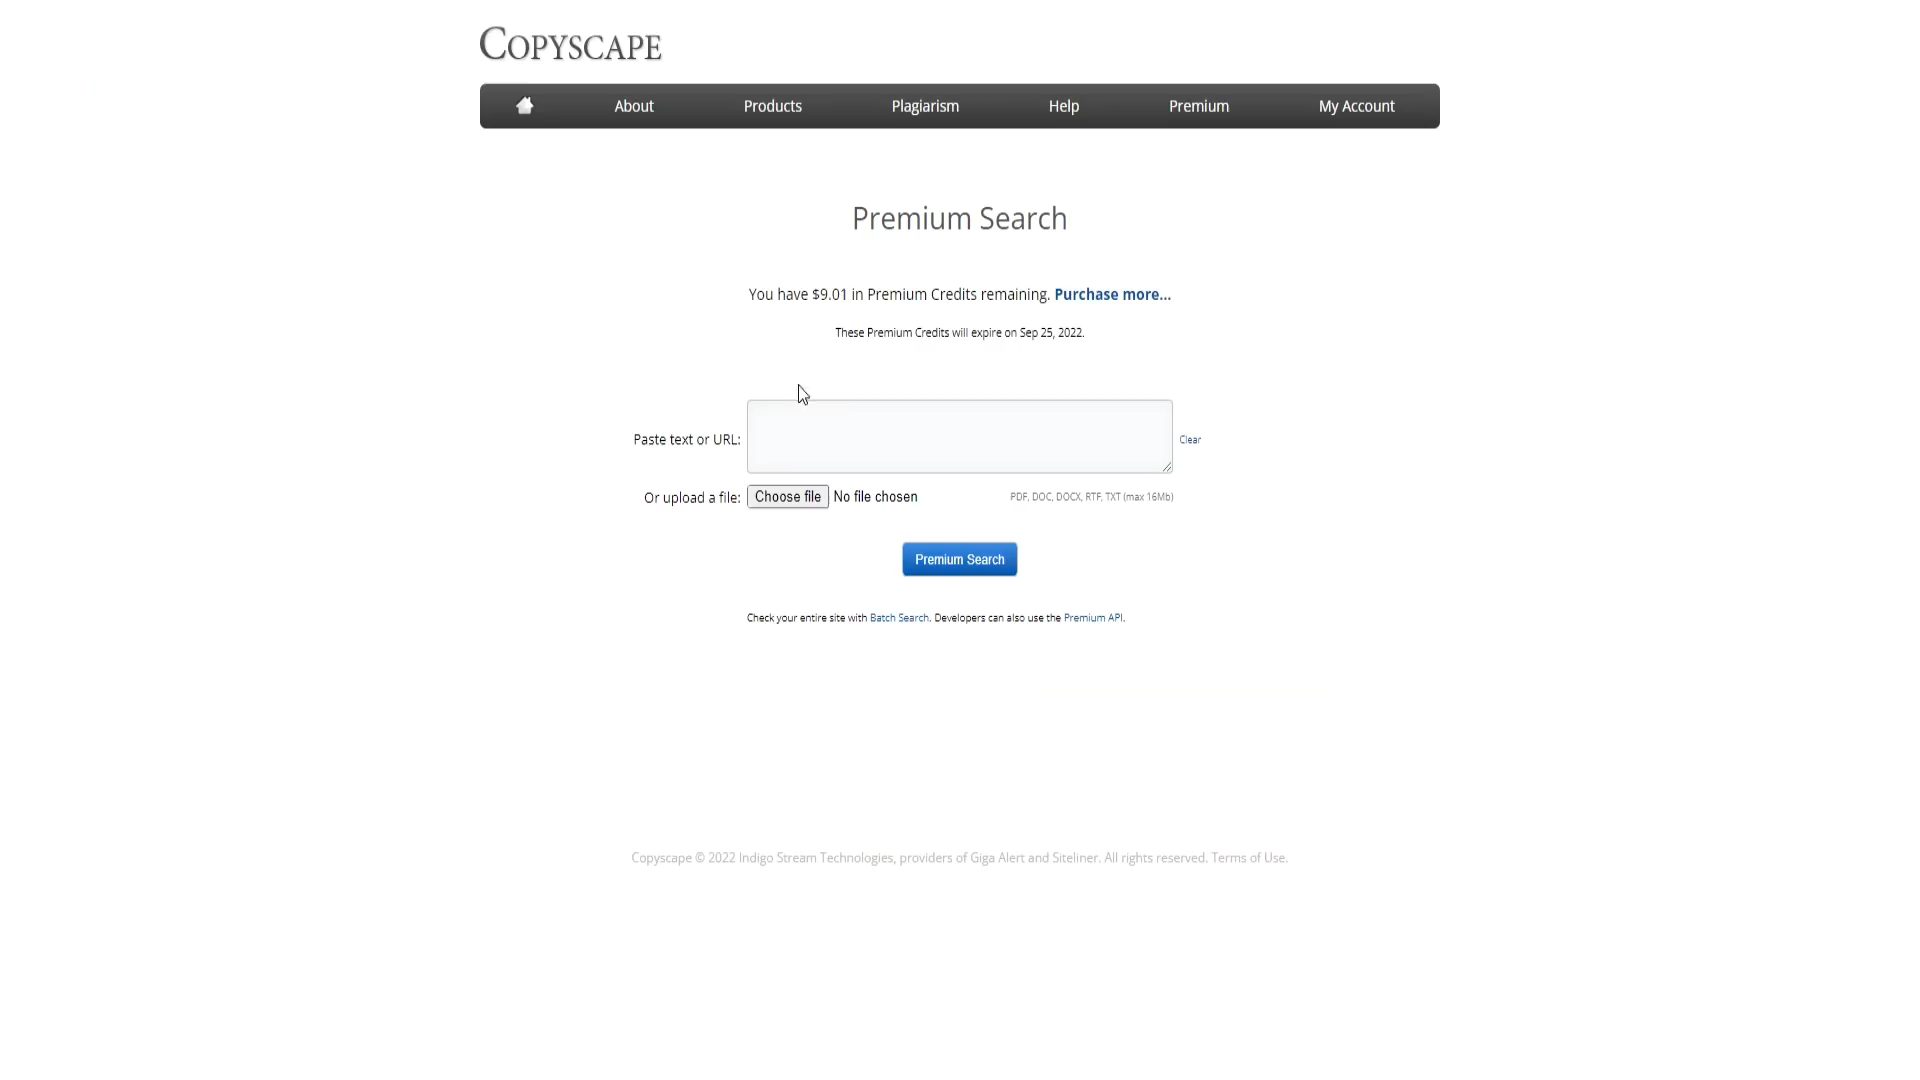 COPYSCAPE
About Products Plagiarism Help Premium My Account
Premium Search
You have $9.01 in Premium Credits remaining. Purchase more...
These Premium Credits will expire on Sep 25, 2022.
Paste text or URL: Clear
Or upload a file: Choose file No file chosen PDF, DOC, DOCX, RTF, TXT (max 16Mb)
Premium Search
Check your entire site with Batch Search. Developers can also use the Premium API.
Copyscape © 2022 Indigo Stream Technologies, providers of Giga Alert and Siteliner. All rights reserved. Terms of Use.